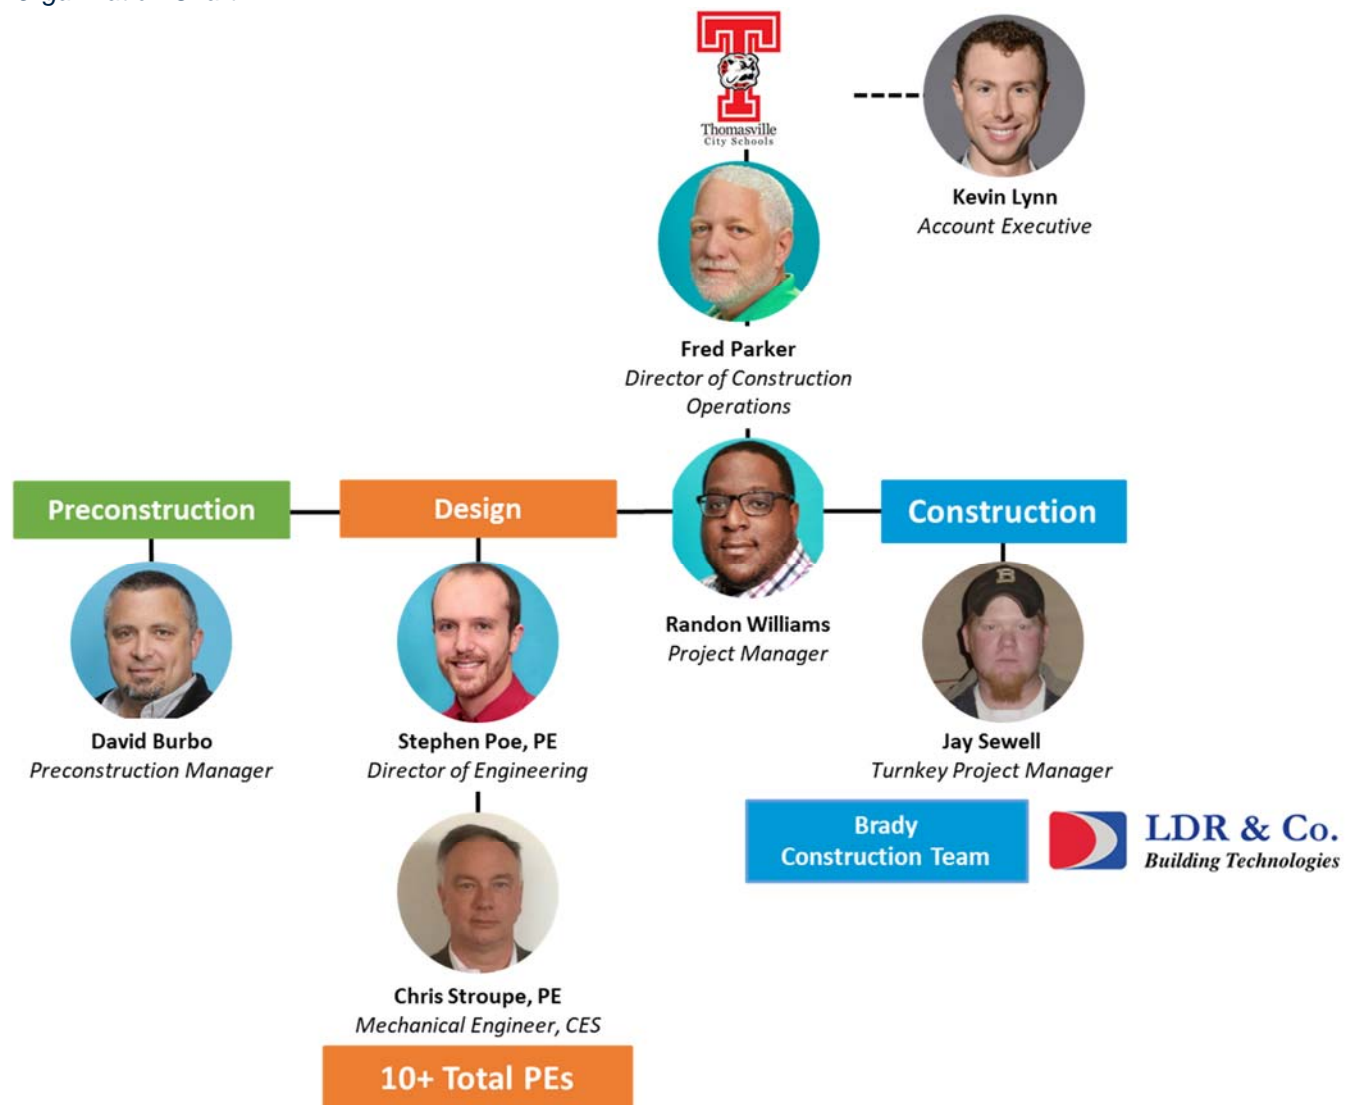 Organization Chart
T
Thomasville
City Schools
Kevin Lynn
Account Executive
Fred Parker
Director of Construction
Operations
Preconstruction
Design
Construction
David Burbo
Preconstruction Manager
Stephen Poe, PE
Director of Engineering
Randon Williams
Project Manager
B
Jay Sewell
Turnkey Project Manager
Brady
Construction Team
LDR & Co.
Building Technologies
Chris Stroupe, PE
Mechanical Engineer, CES
10+ Total PEs